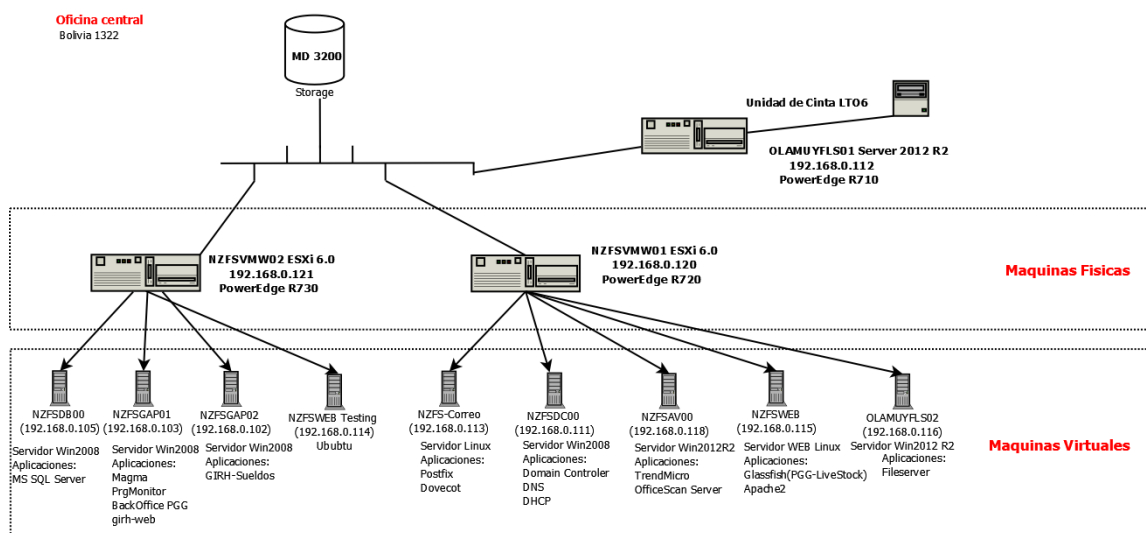 Oficina central
Bolivia 1322
MD 3200
Storage
Unidad de Cinta LTO6
OLAMUYFLS01 Server 2012 R2
192.168.0.112
PowerEdge R710
NZFSVMW02 ESXi 6.0
192.168.0.121
PowerEdge R730
NZFSVMW01 ESXi 6.0
192.168.0.120
PowerEdge R720
Maquinas Fisicas
NZFSDB00
(192.168.0.105)
Servidor Win2008
Aplicaciones:
MS SQL Server
NZFSGAP01
(192.168.0.103)
Servidor Win2008
Aplicaciones:
Magma
PrgMonitor
BackOffice PGG
girh-web
NZFSGAP02
(192.168.0.102)
Servidor Win2008
Aplicaciones:
GIRH-Sueldos
NZFSWEB Testing
(192.168.0.114)
Ububtu
NZFS-Correo
(192.168.0.113)
Servidor Linux
Aplicaciones:
Postfix
Dovecot
NZFSDC00
(192.168.0.111)
Servidor Win2008
Aplicaciones:
Domain Controler
DNS
DHCP
NZFSAV00
(192.168.0.118)
Servidor Win2012R2
Aplicaciones:
TrendMicro
OfficeScan Server
NZFSWEB
(192.168.0.115)
Servidor WEB Linux
Aplicaciones:
Glassfish(PGG-LiveStock)
Apache2
OLAMUYFLS02
(192.168.0.116)
Servidor Win2012 R2
Aplicaciones:
Fileserver
Maquinas Virtuales